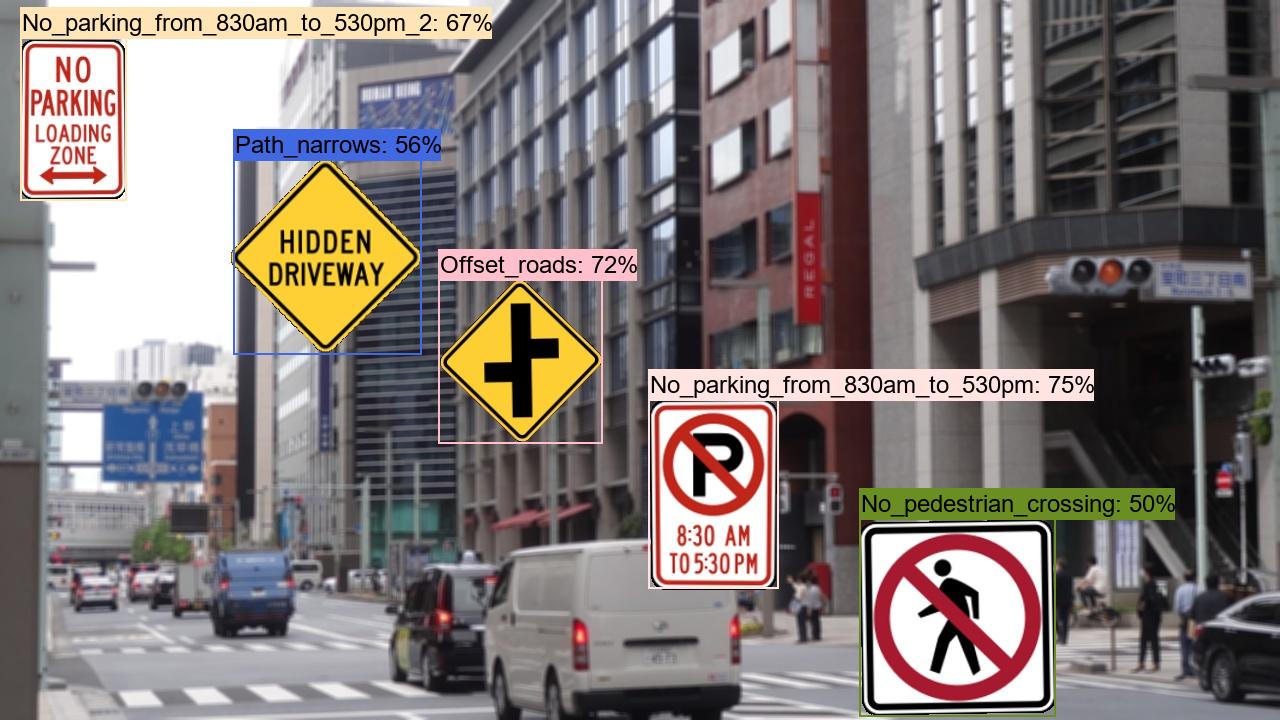 No_parking_from_830am_to_530pm_2: 67%
NO
PARKING
LOADING
ZONE
Path_narrows: 56%
HIDDEN
DRIVEWAY
Offset_roads: 72%
REGAL
No_parking_from_830am_to_530pm: 75%
P
8:30 AM
TO 5:30 PM
No_pedestrian_crossing: 50%